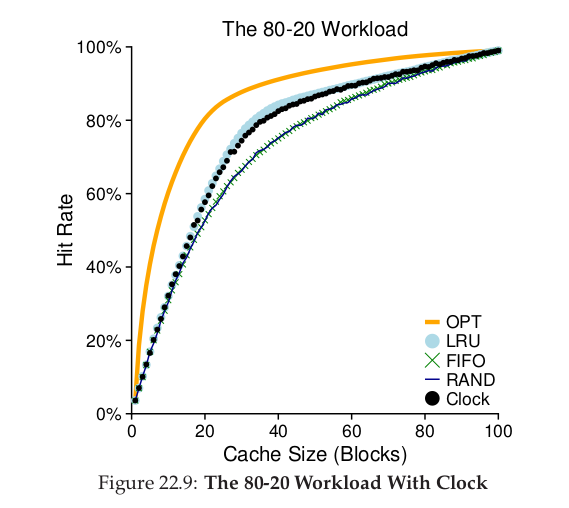 The 80-20 Workload
100%
80%
60%
40%
20%
0%
Hit Rate
OPT
LRU
FIFO
RAND
Clock
0 20 40 60 80 100
Cache Size (Blocks)
Figure 22.9: The 80-20 Workload With Clock